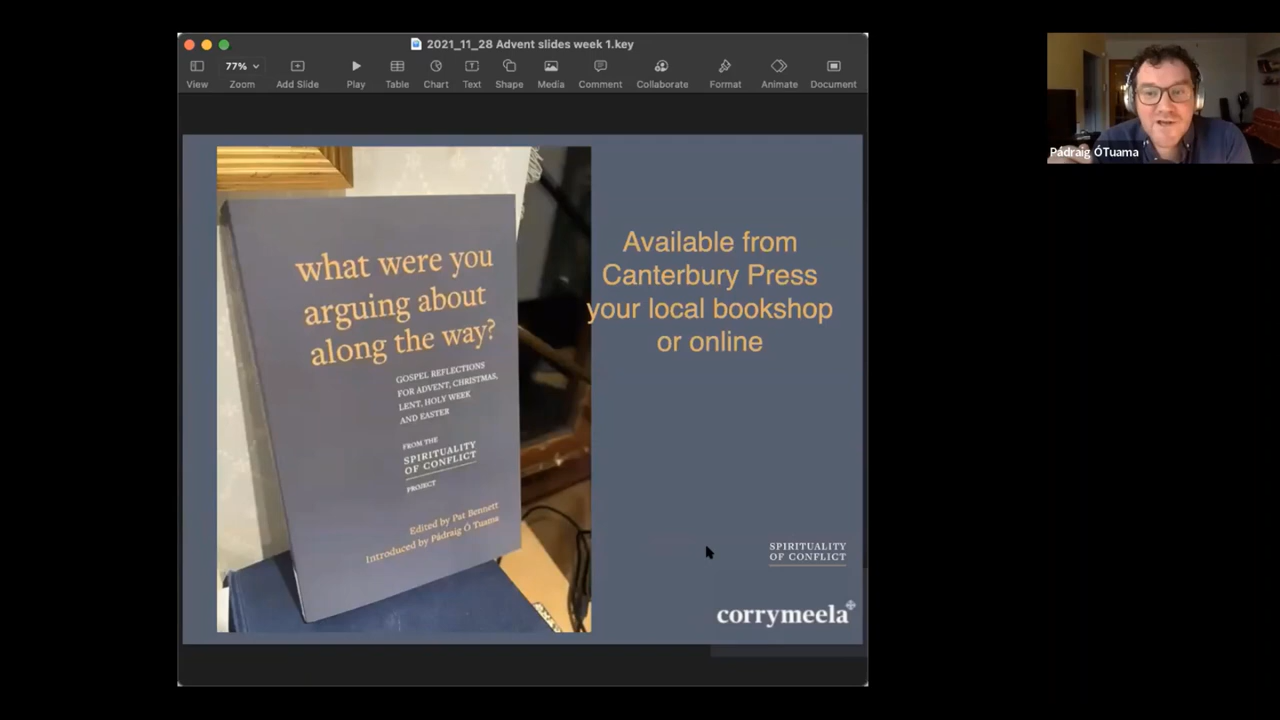 2021_11_28 Advent slides week 1.key
77%
View
Zoom
Add Slide
Play
Table
Chart
Text
Shape
Media
Comment
Collaborate
Format
Animate
Document
what were you
arguing about
along the way?
GOSPEL REFLECTIONS
FOR ADVENT, CHRISTMAS,
LENT, HOLY WEEK
AND EASTER
FROM THE
SPIRITUALITY
OF CONFLICT
PROJECT
Edited by Pat Bennett
Introduced by Pádraig Ó Tuama
Available from
Canterbury Press
your local bookshop
or online
SPIRITUALITY
OF CONFLICT
corrymeela
Pádraig ÓTuama